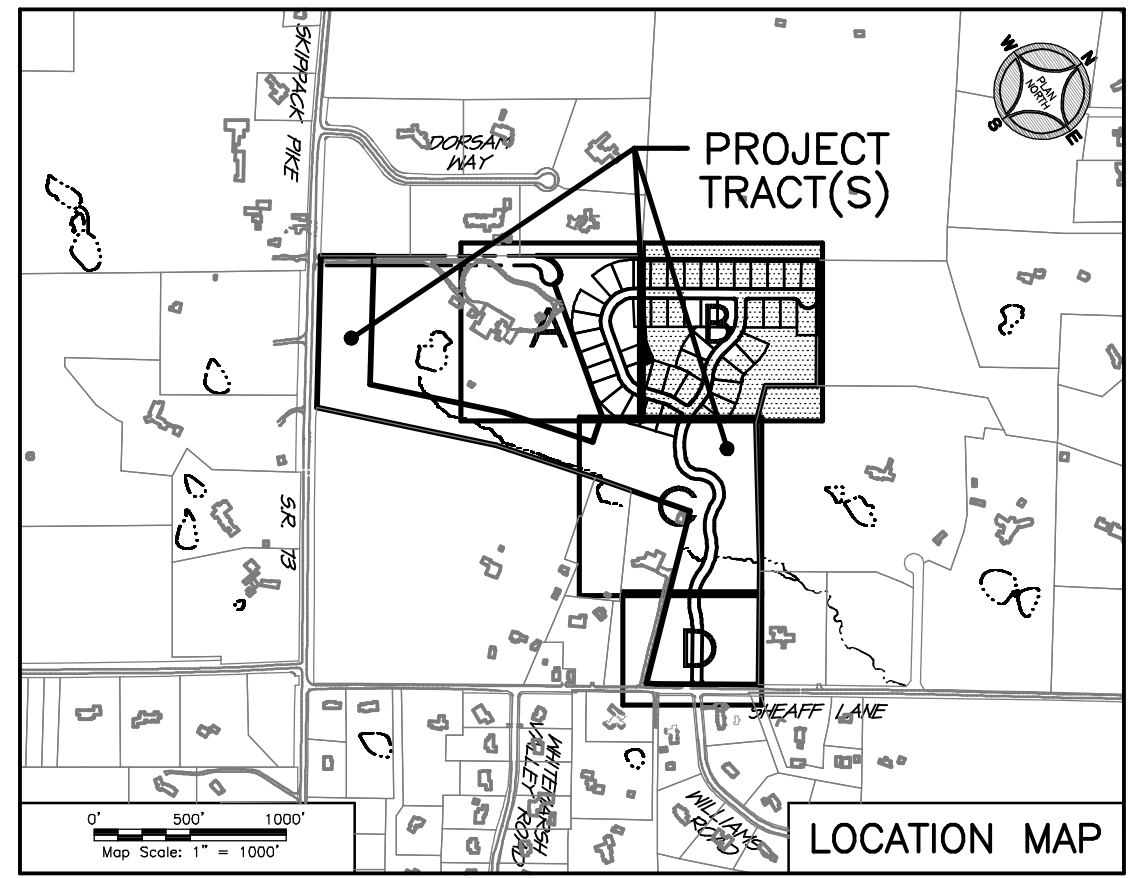 SKIPPACK PIKE
W
N
PLAN
NORTH
S
E
DORSAM
WAY
PROJECT
TRACT(S)
A
B
C
D
S.R. 73
SHEAFF LANE
WHITEMARSH
VALLEY ROAD
WILLIAMS
ROAD
0' 500' 1000'
Map Scale: 1" = 1000'
LOCATION MAP